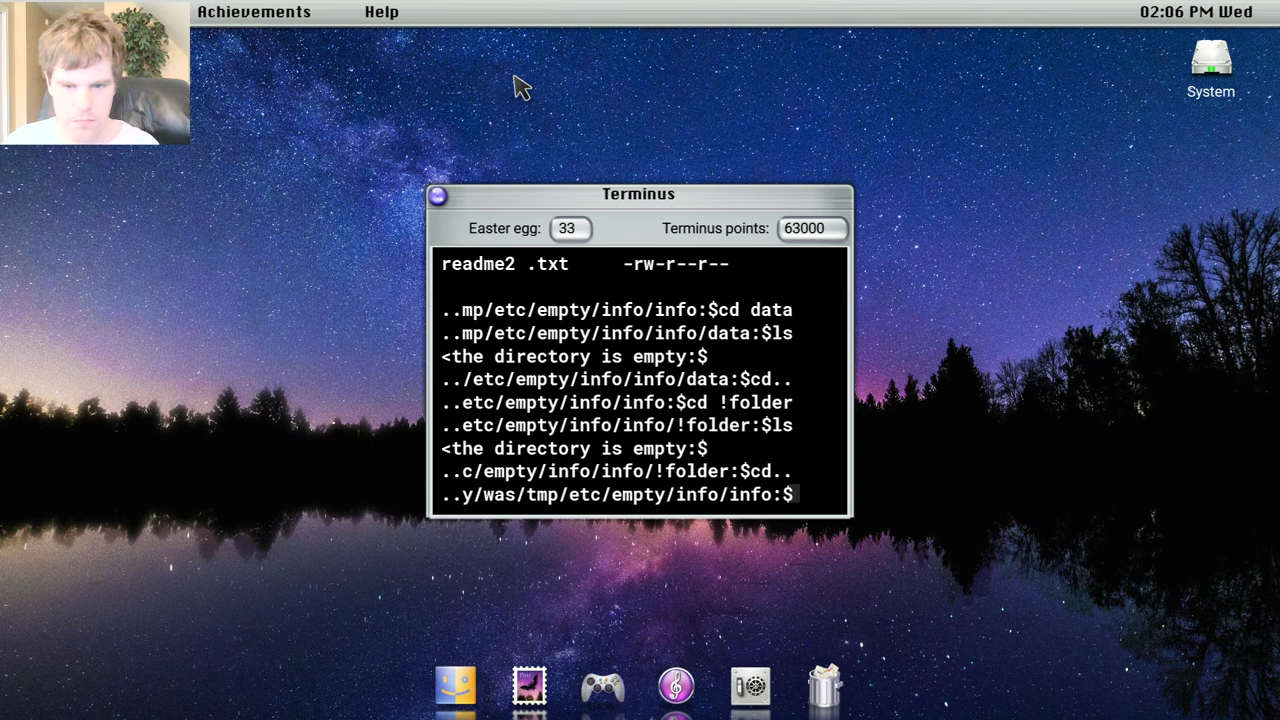 Achievements Help 02:06 PM Wed
System
Terminus
Easter egg: 33 Terminus points: 63000
readme2 .txt -rw-r--r--
..mp/etc/empty/info/info:$cd data
..mp/etc/empty/info/info/data:$ls
<the directory is empty:$
../etc/empty/info/info/data:$cd..
..etc/empty/info/info:$cd !folder
..etc/empty/info/info/!folder:$ls
<the directory is empty:$
..c/empty/info/info/!folder:$cd..
..y/was/tmp/etc/empty/info/info:$